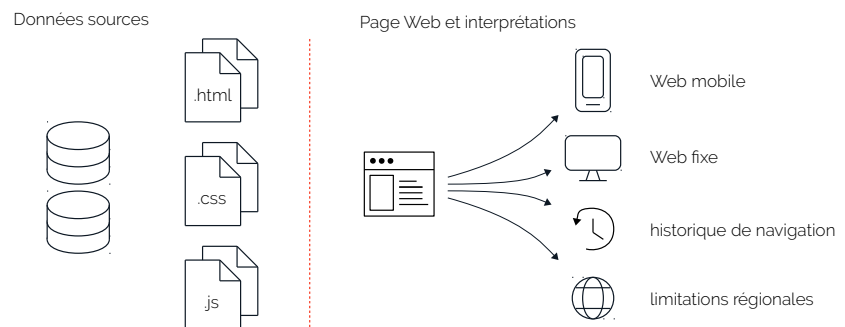 Données sources
Page Web et interprétations
.html
.css
.js
Web mobile
Web fixe
historique de navigation
limitations régionales